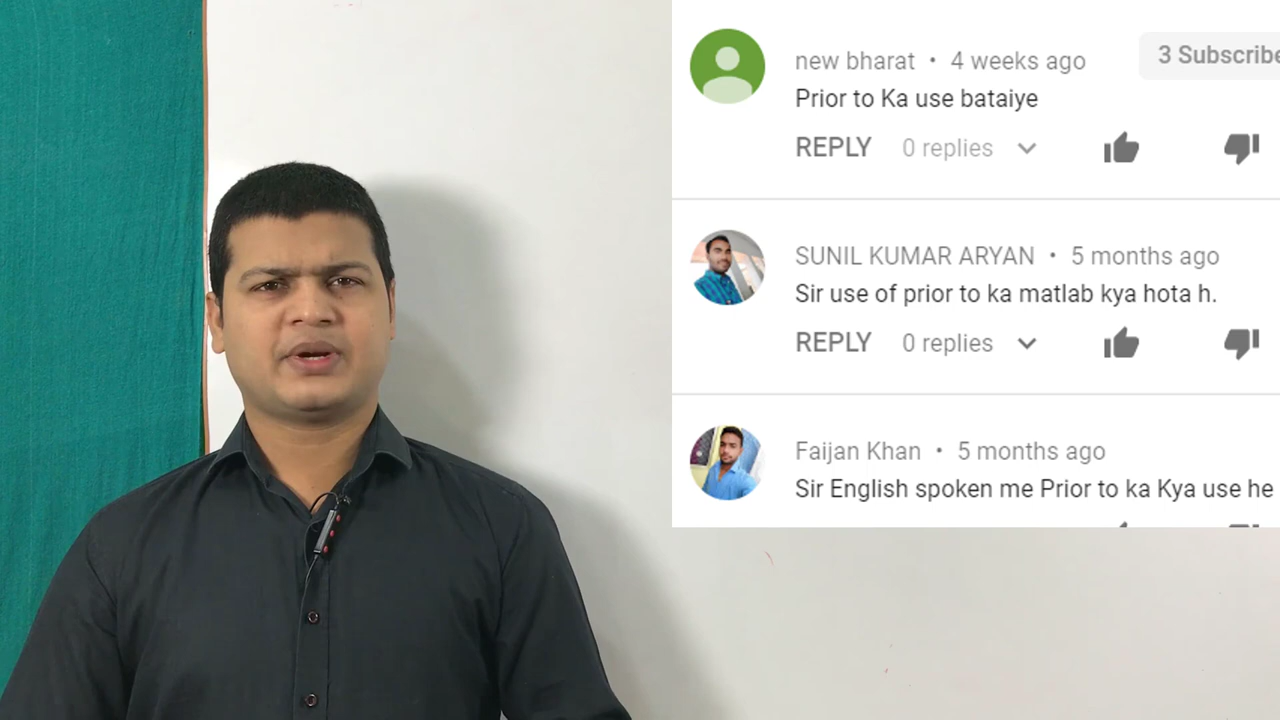 new bharat • 4 weeks ago
3 Subscribe
Prior to Ka use bataiye
REPLY 0 replies
SUNIL KUMAR ARYAN • 5 months ago
Sir use of prior to ka matlab kya hota h.
REPLY 0 replies
Faijan Khan • 5 months ago
Sir English spoken me Prior to ka Kya use he